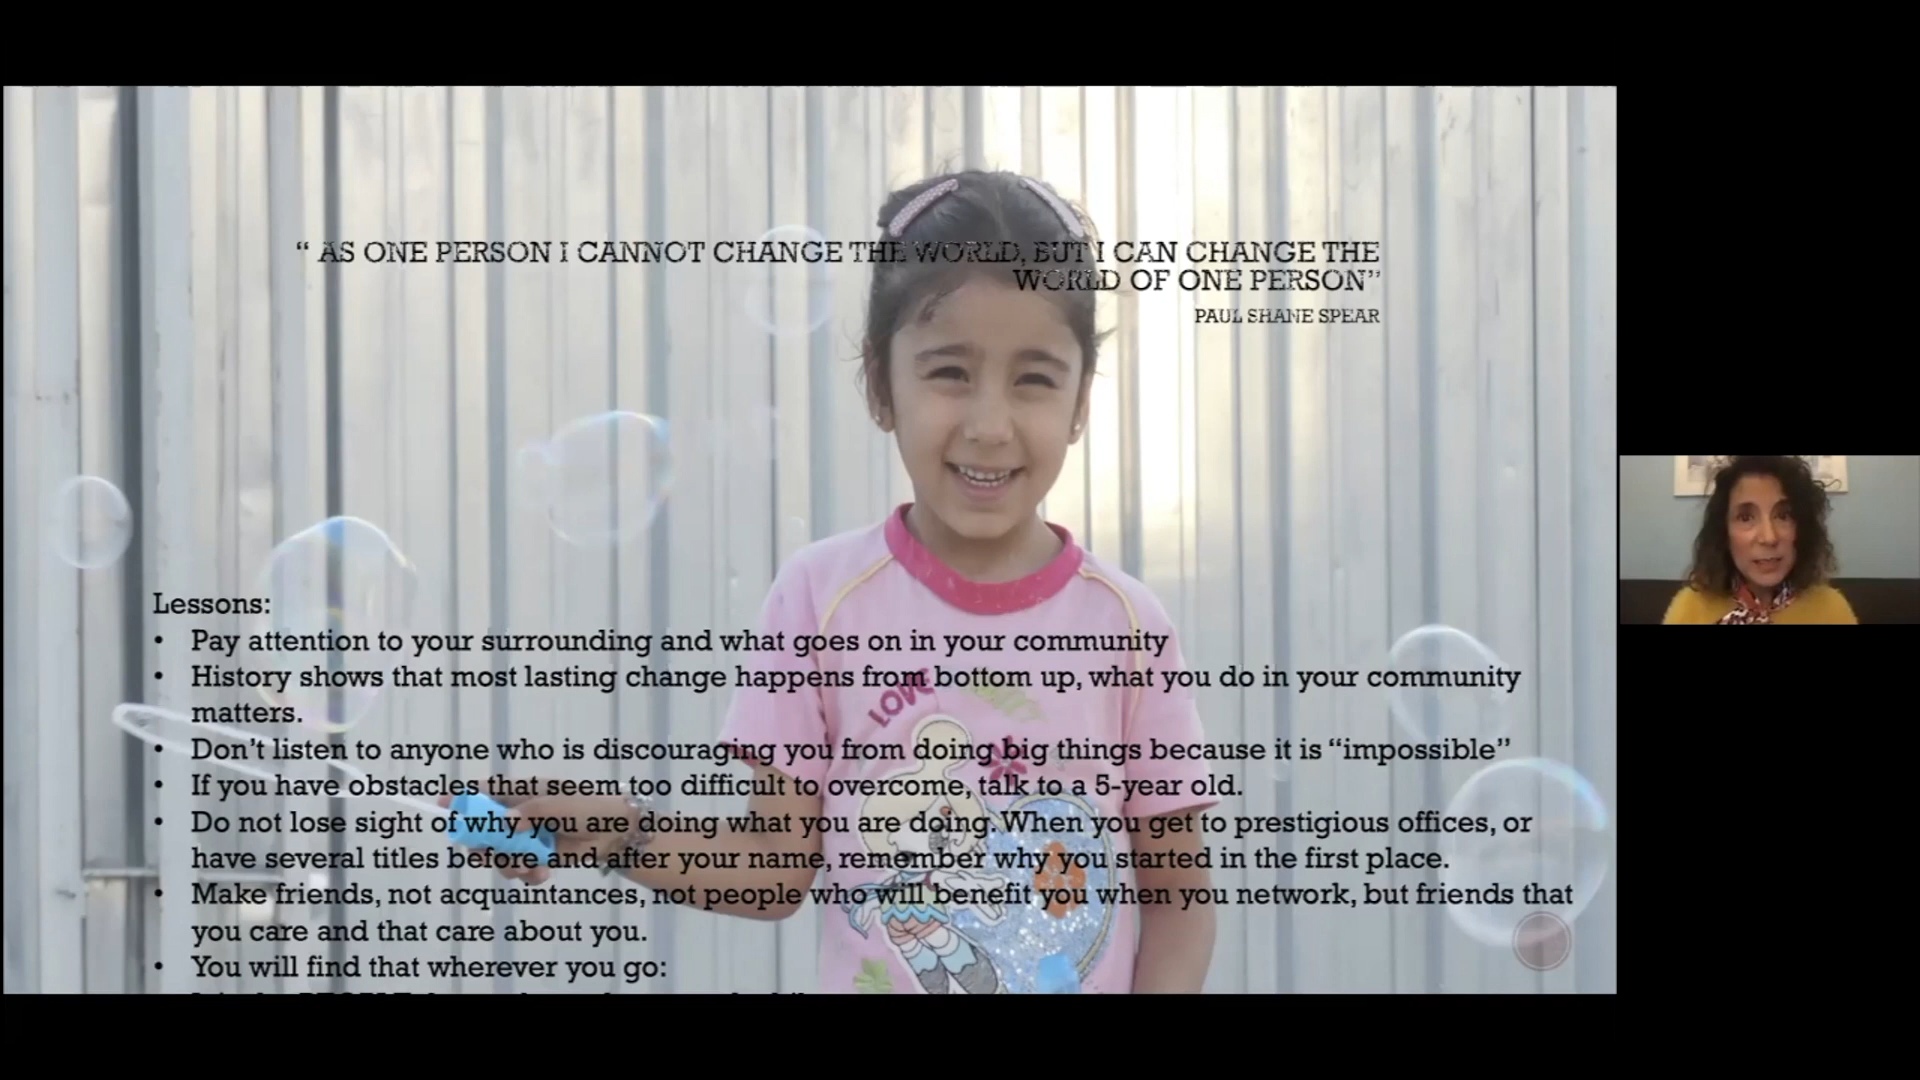 “ AS ONE PERSON I CANNOT CHANGE THE WORLD, BUT I CAN CHANGE THE
WORLD OF ONE PERSON”
PAUL SHANE SPEAR
Lessons:
• Pay attention to your surrounding and what goes on in your community
• History shows that most lasting change happens from bottom up, what you do in your community
matters.
• Don’t listen to anyone who is discouraging you from doing big things because it is “impossible”
• If you have obstacles that seem too difficult to overcome, talk to a 5-year old.
• Do not lose sight of why you are doing what you are doing. When you get to prestigious offices, or
have several titles before and after your name, remember why you started in the first place.
• Make friends, not acquaintances, not people who will benefit you when you network, but friends that
you care and that care about you.
• You will find that wherever you go:
LOVE